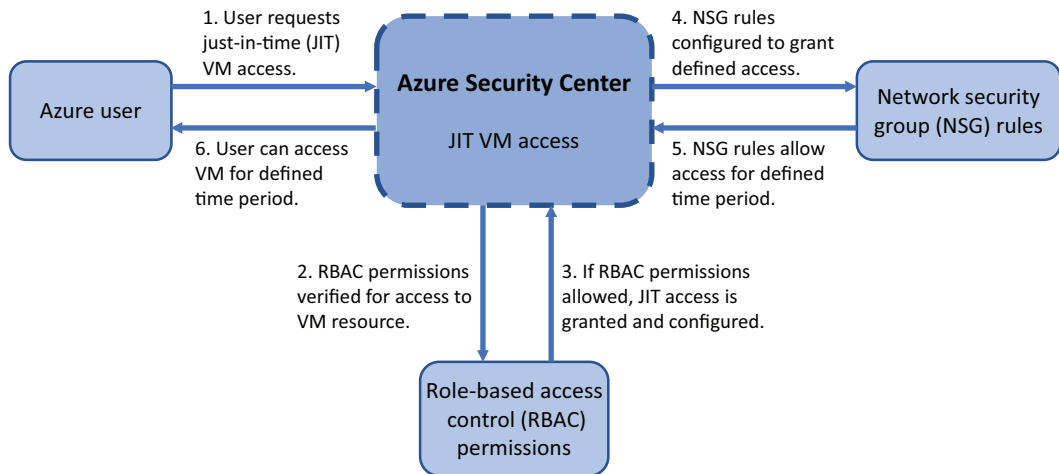 1. User requests
just-in-time (JIT)
VM access.
4. NSG rules
configured to grant
defined access.
Azure Security Center
JIT VM access
Azure user
Network security
group (NSG) rules
6. User can access
VM for defined
time period.
5. NSG rules allow
access for defined
time period.
2. RBAC permissions
verified for access to
VM resource.
3. If RBAC permissions
allowed, JIT access is
granted and configured.
Role-based access
control (RBAC)
permissions